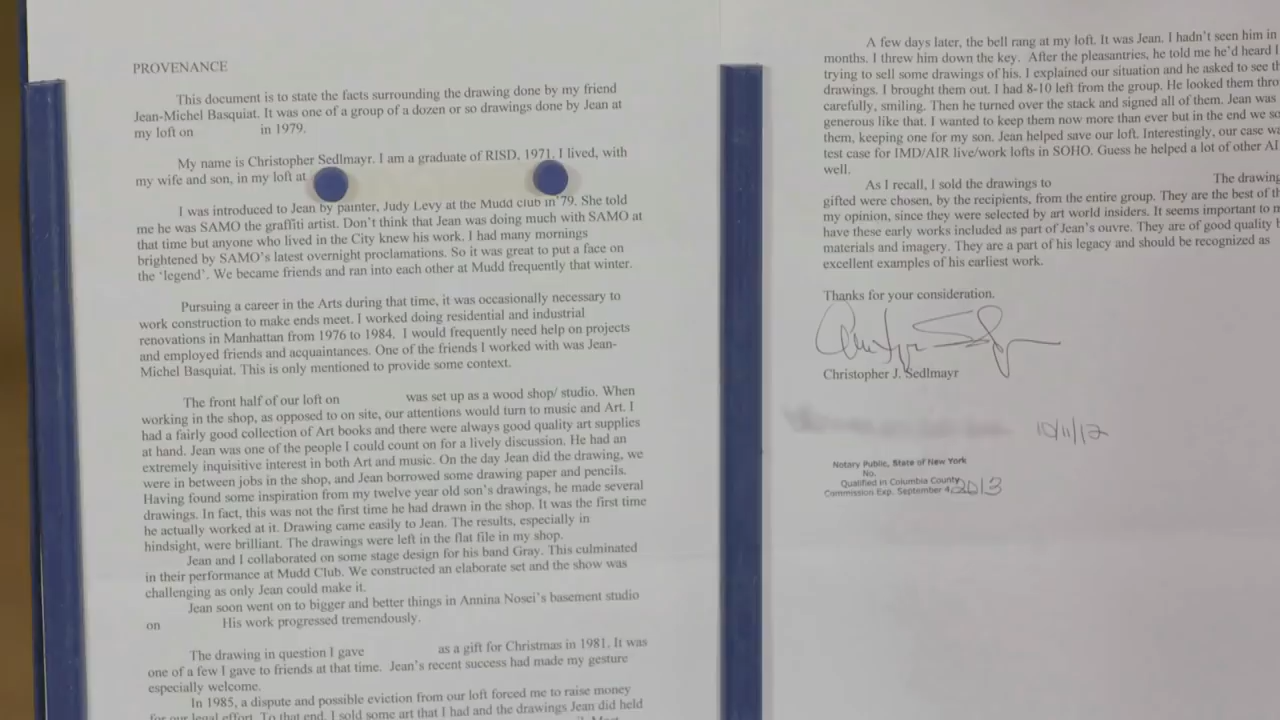 PROVENANCE
This document is to state the facts surrounding the drawing done by my friend
Jean-Michel Basquiat. It was one of a group of a dozen or so drawings done by Jean at
my loft on in 1979.
My name is Christopher Sedlmayr. I am a graduate of RISD, 1971. I lived, with
my wife and son, in my loft at
I was introduced to Jean by painter, Judy Levy at the Mudd club in'79. She told
me he was SAMO the graffiti artist. Don't think that Jean was doing much with SAMO at
that time but anyone who lived in the City knew his work. I had many mornings
brightened by SAMO's latest overnight proclamations. So it was great to put a face on
the 'legend'. We became friends and ran into each other at Mudd frequently that winter.
Pursuing a career in the Arts during that time, it was occasionally necessary to
work construction to make ends meet. I worked doing residential and industrial
renovations in Manhattan from 1976 to 1984. I would frequently need help on projects
and employed friends and acquaintances. One of the friends I worked with was Jean-
Michel Basquiat. This is only mentioned to provide some context.
The front half of our loft on was set up as a wood shop/ studio. When
working in the shop, as opposed to on site, our attentions would turn to music and Art. I
had a fairly good collection of Art books and there were always good quality art supplies
at hand. Jean was one of the people I could count on for a lively discussion. He had an
extremely inquisitive interest in both Art and music. On the day Jean did the drawing, we
were in between jobs in the shop, and Jean borrowed some drawing paper and pencils.
Having found some inspiration from my twelve year old son's drawings, he made several
drawings. In fact, this was not the first time he had drawn in the shop. It was the first time
he actually worked at it. Drawing came easily to Jean. The results, especially in
hindsight, were brilliant. The drawings were left in the flat file in my shop.
Jean and I collaborated on some stage design for his band Gray. This culminated
in their performance at Mudd Club. We constructed an elaborate set and the show was
challenging as only Jean could make it.
Jean soon went on to bigger and better things in Annina Nosei's basement studio
on His work progressed tremendously.
The drawing in question I gave as a gift for Christmas in 1981. It was
one of a few I gave to friends at that time. Jean's recent success had made my gesture
especially welcome.
In 1985, a dispute and possible eviction from our loft forced me to raise money
for our legal effort. To that end, I sold some art that I had and the drawings Jean did held
A few days later, the bell rang at my loft. It was Jean. I hadn't seen him in
months. I threw him down the key. After the pleasantries, he told me he'd heard I
trying to sell some drawings of his. I explained our situation and he asked to see th
drawings. I brought them out. I had 8-10 left from the group. He looked them thro
carefully, smiling. Then he turned over the stack and signed all of them. Jean was
generous like that. I wanted to keep them now more than ever but in the end we so
them, keeping one for my son. Jean helped save our loft. Interestingly, our case wa
test case for IMD/AIR live/work lofts in SOHO. Guess he helped a lot of other AI
well.
As I recall, I sold the drawings to The drawing
gifted were chosen, by the recipients, from the entire group. They are the best of th
my opinion, since they were selected by art world insiders. It seems important to m
have these early works included as part of Jean's ouvre. They are of good quality b
materials and imagery. They are a part of his legacy and should be recognized as
excellent examples of his earliest work.
Thanks for your consideration.
Christopher J. Sedlmayr
10/11/12
Notary Public, State of New York
No.
Qualified in Columbia County
Commission Exp. September 4, 2013